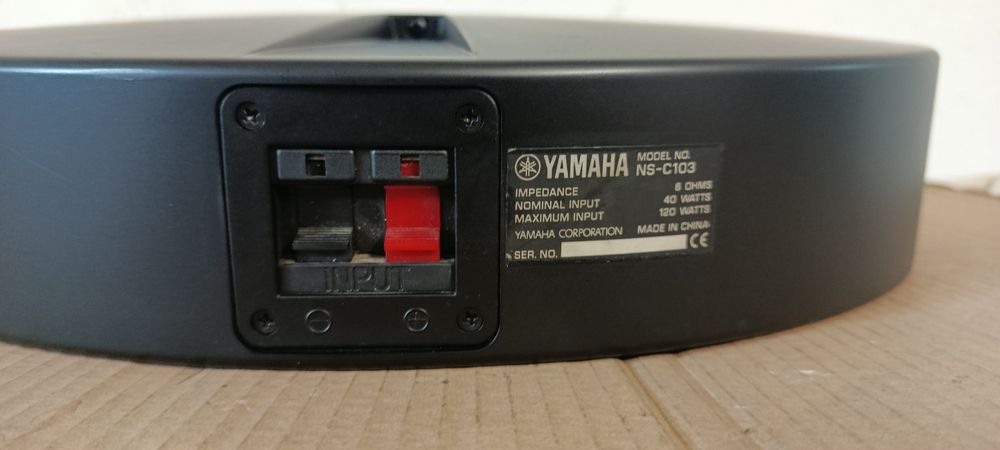 YAMAHA MODEL NO. NS-C103
IMPEDANCE 6 OHMS
NOMINAL INPUT 40 WATTS
MAXIMUM INPUT 120 WATTS
YAMAHA CORPORATION MADE IN CHINA
SER. NO. CE
INPUT
− +